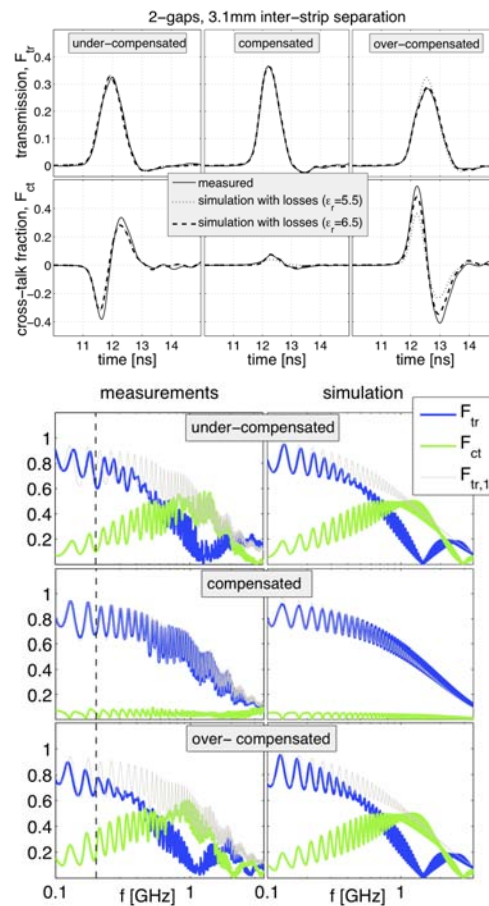 2-gaps, 3.1mm inter-strip separation
under-compensated
compensated
over-compensated
transmission, F_tr
0.4
0.3
0.2
0.1
0
cross-talk fraction, F_ct
0.4
0.2
0
-0.2
-0.4
measured
simulation with losses (ε_r=5.5)
simulation with losses (ε_r=6.5)
11 12 13 14
11 12 13 14
11 12 13 14
time [ns]
time [ns]
time [ns]
measurements
simulation
F_tr
F_ct
F_tr,1
under-compensated
1
0.8
0.6
0.4
0.2
compensated
1
0.8
0.6
0.4
0.2
over- compensated
1
0.8
0.6
0.4
0.2
0.1 1 0.1 1
f [GHz]
f [GHz]